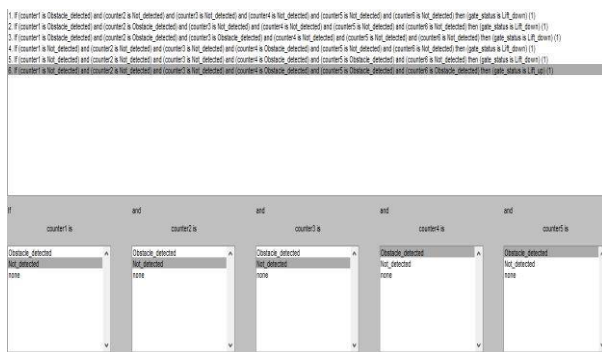 1. If (counter1 is Obstacle_detected) and (counter2 is Not_detected) and (counter3 is Not_detected) and (counter4 is Not_detected) and (counter5 is Not_detected) and (counter6 is Not_detected) then (gate_status is Lift_down) (1)
2. If (counter1 is Obstacle_detected) and (counter2 is Obstacle_detected) and (counter3 is Not_detected) and (counter4 is Not_detected) and (counter5 is Not_detected) and (counter6 is Not_detected) then (gate_status is Lift_down) (1)
3. If (counter1 is Obstacle_detected) and (counter2 is Obstacle_detected) and (counter3 is Obstacle_detected) and (counter4 is Not_detected) and (counter5 is Not_detected) and (counter6 is Not_detected) then (gate_status is Lift_down) (1)
4. If (counter1 is and (counter2 is and (counter3 is and (counter4 is Obstacle_detected) and (counter5 is Not_detected) and (counter6 is Not_detected) then (gate_status is Lift_down) (1)
5. If (counter1 is Not_detected) and (counter2 is Not_detected) and (counter3 is Not_detected) and (counter4 is Obstacle_detected) and (counter5 is Obstacle_detected) and (counter6 is Not_detected) then (gate_status is Lift_down) (1)
6. If (counter1 is Not_detected) and (counter2 is Not_detected) and (counter3 is Not_detected) and (counter4 is Obstacle_detected) and (counter5 is Obstacle_detected) and (counter6 is Obstacle_detected) then (gate_status is Lift_up) (1)
If and and and and
counter1 is counter2 is counter3 is counter4 is counter5 is
Obstacle_detected Obstacle_detected Obstacle_detected Obstacle_detected Obstacle_detected
Not_detected Not_detected Not_detected Not_detected Not_detected
none none none none none